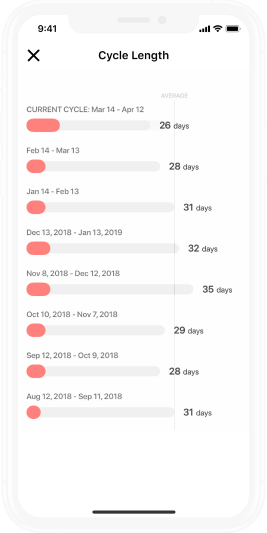 9:41
Cycle Length
AVERAGE
CURRENT CYCLE: Mar 14 - Apr 12
26 days
Feb 14 - Mar 13
28 days
Jan 14 - Feb 13
31 days
Dec 13, 2018 - Jan 13, 2019
32 days
Nov 8, 2018 - Dec 12, 2018
35 days
Oct 10, 2018 - Nov 7, 2018
29 days
Sep 12, 2018 - Oct 9, 2018
28 days
Aug 12, 2018 - Sep 11, 2018
31 days